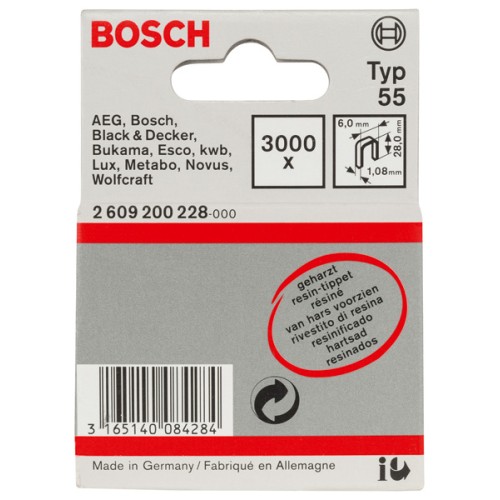 BOSCH
Typ
55
AEG, Bosch,
Black & Decker,
Bukama, Esco, kwb,
Lux, Metabo, Novus,
Wolfcraft
3000
x
6,0 mm
28,0 mm
1,08mm
2 609 200 228-000
geharzt
resin-tippet
résiné
van hars voorzien
rivestito di resina
resinificado
hartsad
resinados
3 165140 084284
Made in Germany / Fabriqué en Allemagne